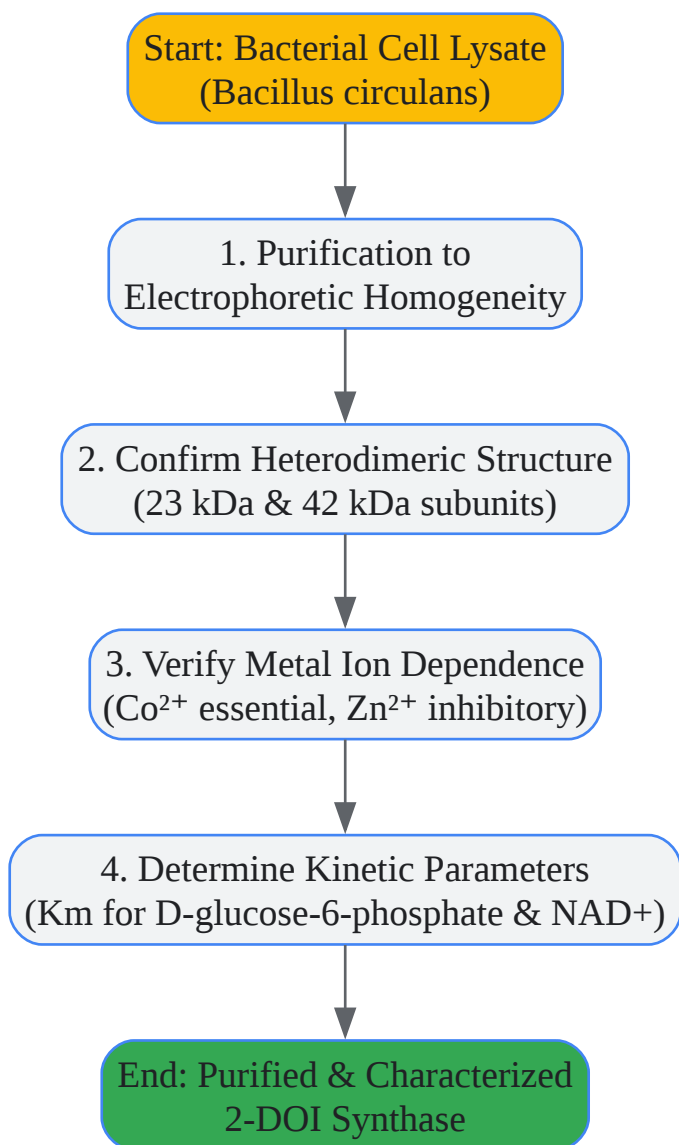 Start: Bacterial Cell Lysate
(Bacillus circulans)
1. Purification to
Electrophoretic Homogeneity
2. Confirm Heterodimeric Structure
(23 kDa & 42 kDa subunits)
3. Verify Metal Ion Dependence
(Co²⁺ essential, Zn²⁺ inhibitory)
4. Determine Kinetic Parameters
(Km for D-glucose-6-phosphate & NAD+)
End: Purified & Characterized
2-DOI Synthase